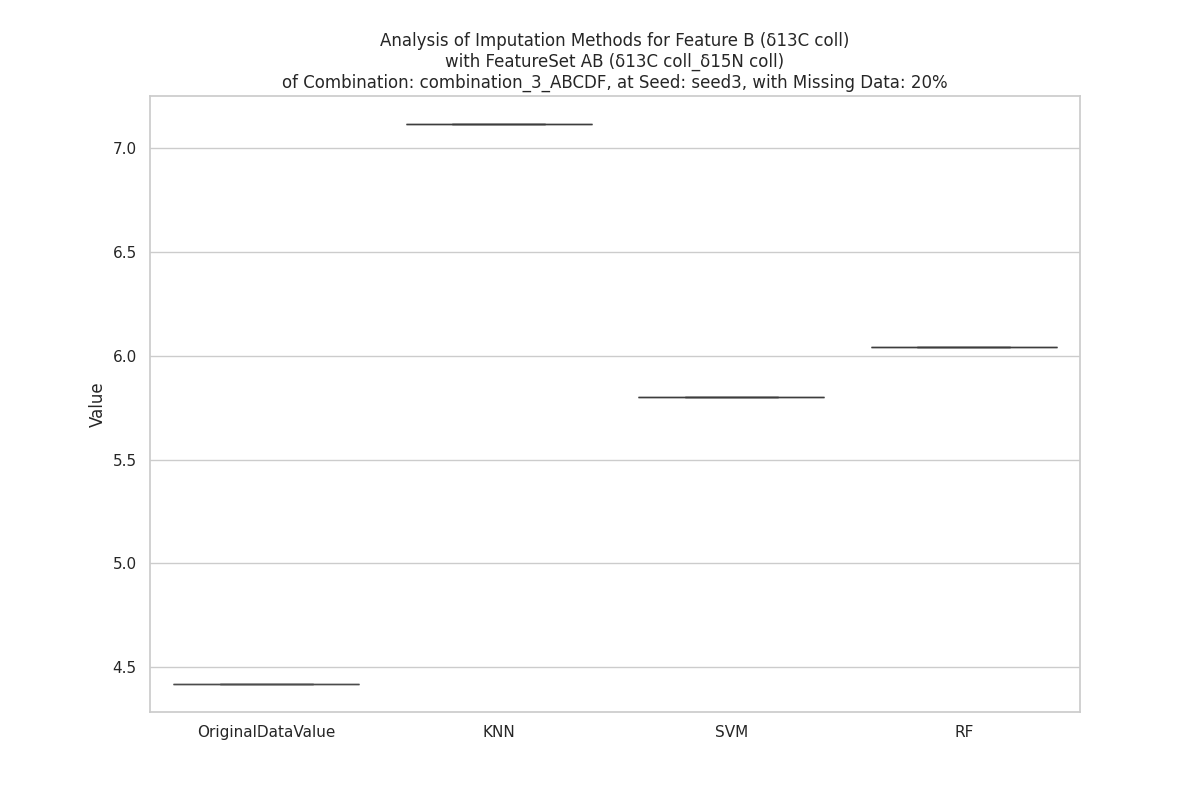 Analysis of Imputation Methods for Feature B (δ13C coll)
with FeatureSet AB (δ13C coll_δ15N coll)
of Combination: combination_3_ABCDF, at Seed: seed3, with Missing Data: 20%
7.0
6.5
6.0
5.5
5.0
4.5
Value
OriginalDataValue KNN SVM RF